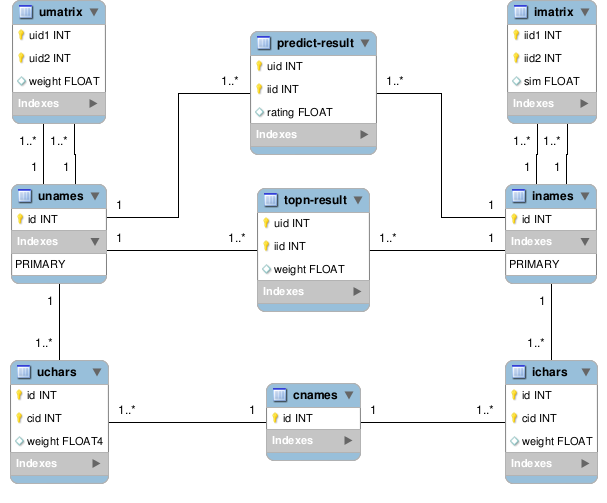 umatrix
uid1 INT
uid2 INT
weight FLOAT
Indexes
predict-result
uid INT
iid INT
rating FLOAT
Indexes
imatrix
iid1 INT
iid2 INT
sim FLOAT
Indexes
1..*
1..*
1..*
1..*
1..*
1..*
1
1
1
1
unames
id INT
Indexes
PRIMARY
topn-result
uid INT
iid INT
weight FLOAT
Indexes
inames
id INT
Indexes
PRIMARY
1
1
1
1..*
1..*
1
1
1
1..*
1..*
uchars
id INT
cid INT
weight FLOAT4
Indexes
cnames
id INT
Indexes
ichars
id INT
cid INT
weight FLOAT
Indexes
1..*
1
1
1..*